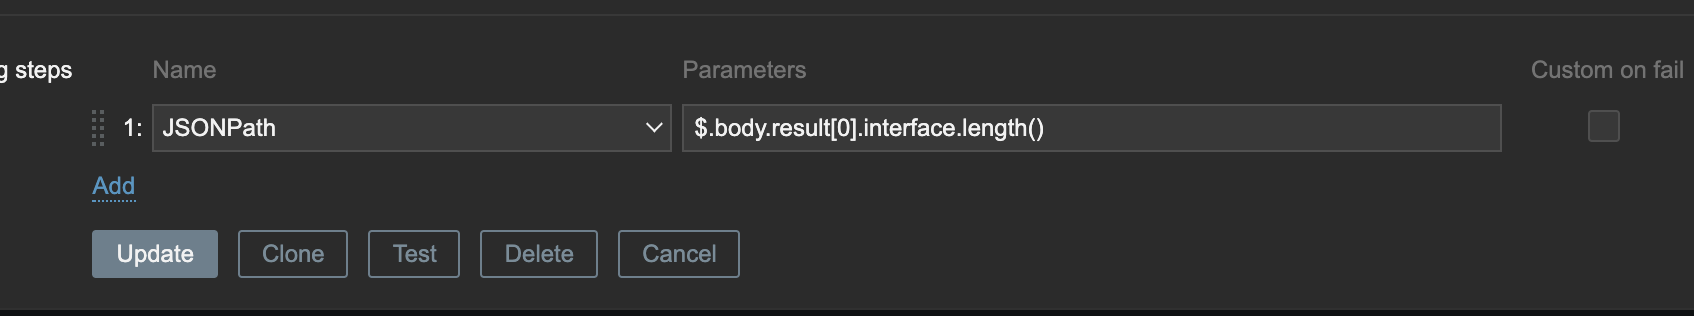 g steps
Name
Parameters
Custom on fail
1:
JSONPath
$.body.result[0].interface.length()
Add
Update
Clone
Test
Delete
Cancel